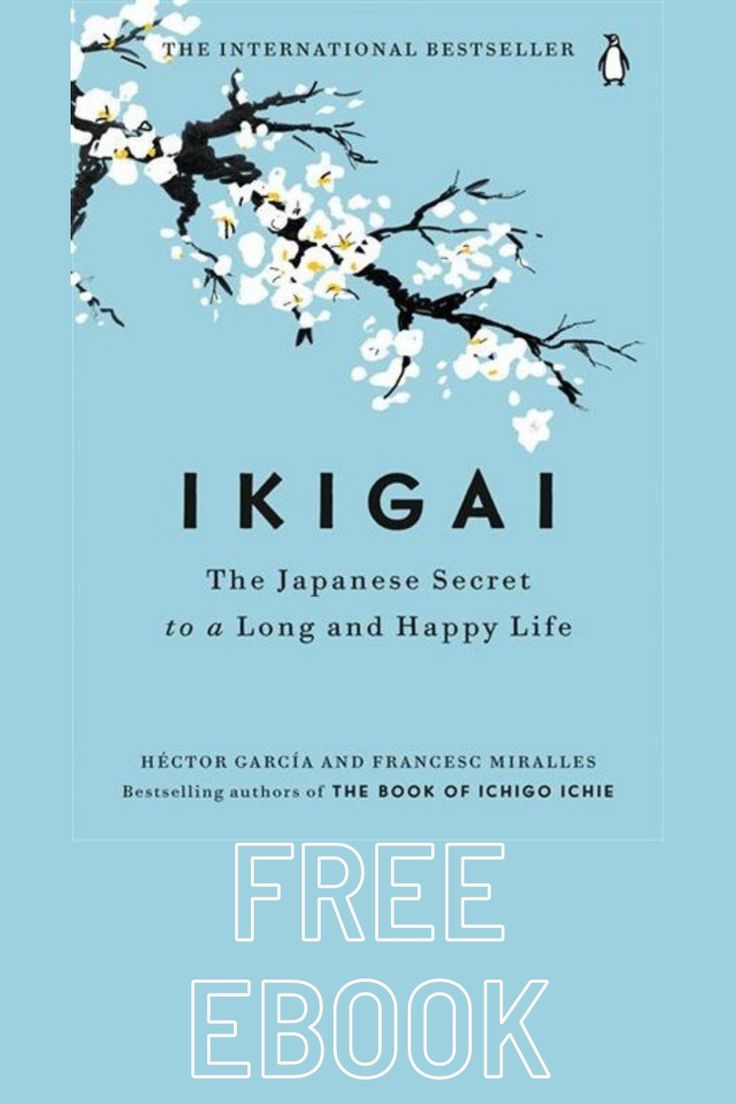 THE INTERNATIONAL BESTSELLER
IKIGAI
The Japanese Secret
to a Long and Happy Life
HÉCTOR GARCÍA AND FRANCESC MIRALLES
Bestselling authors of THE BOOK OF ICHIGO ICHIE
FREE
EBOOK